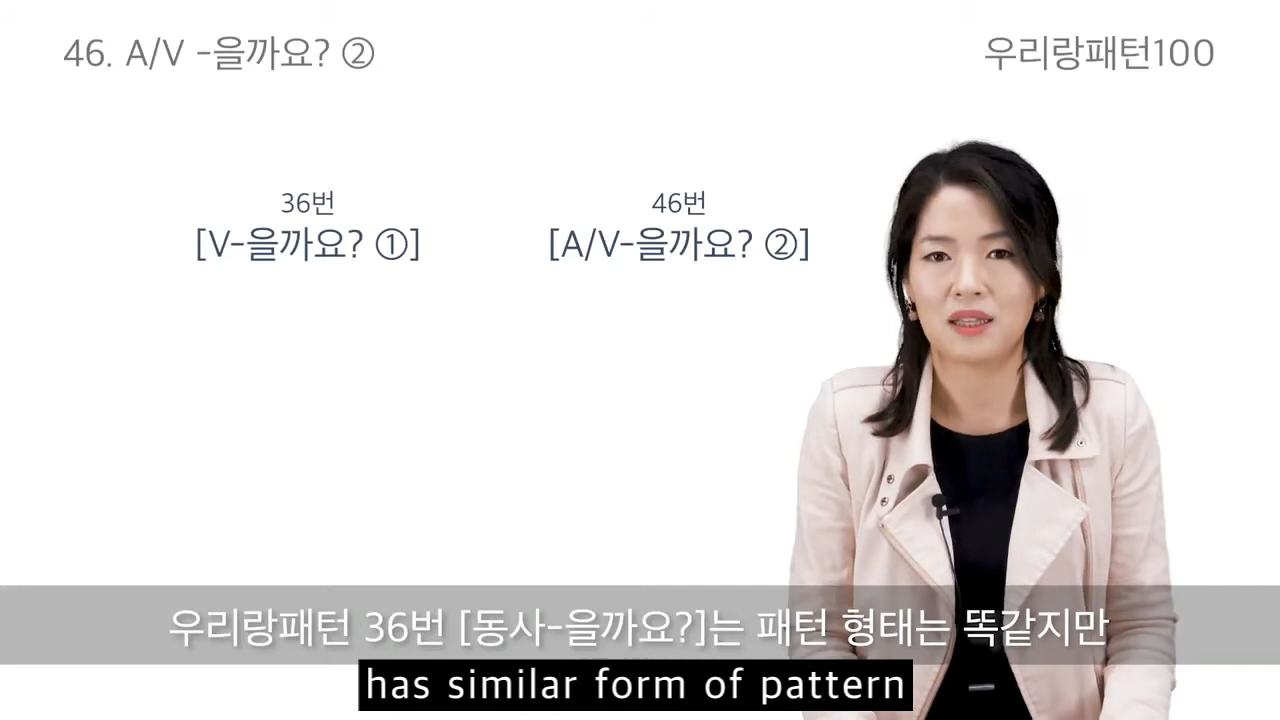 46. A/V -을까요? ②
우리랑패턴100
36번
[V-을까요? ①]
46번
[A/V-을까요? ②]
우리랑패턴 36번 [동사-을까요?]는 패턴 형태는 똑같지만
has similar form of pattern